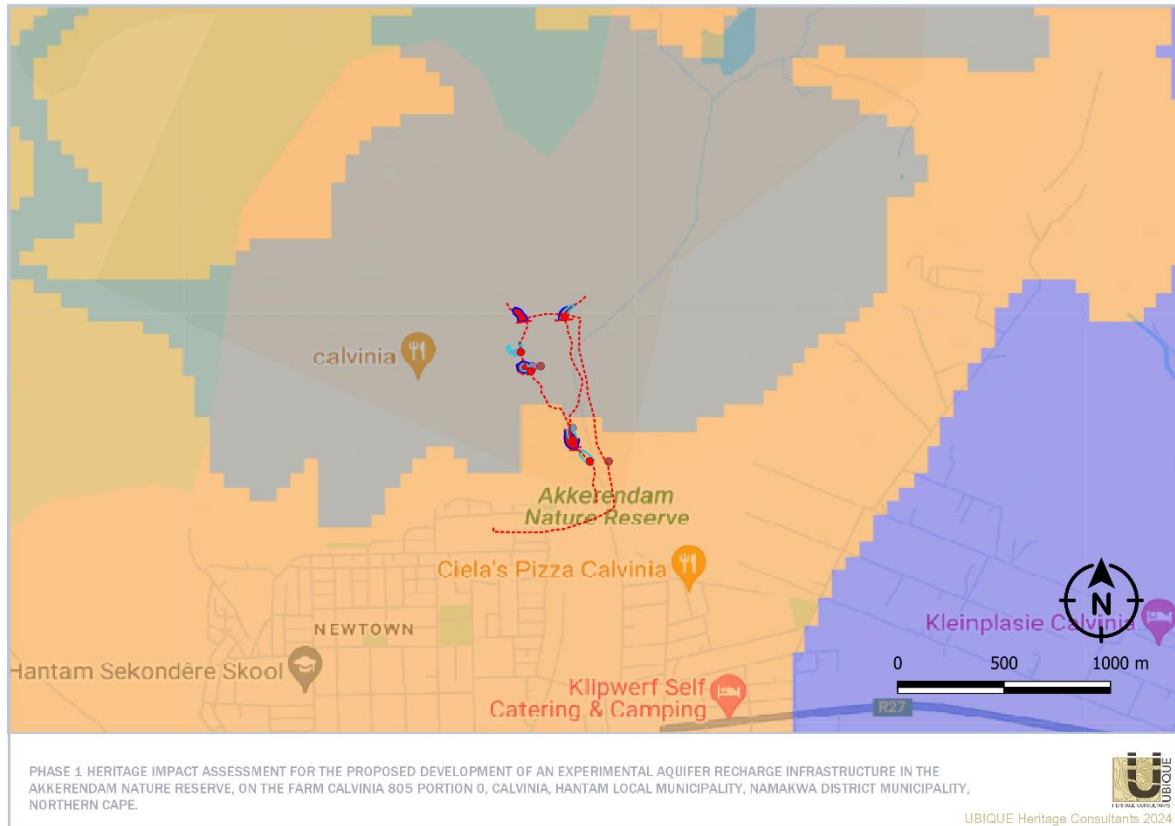 calvinia
Akkerendam
Nature Reserve
Ciela's Pizza Calvinia
NEWTOWN
Hantam Sekondêre Skool
Klipwerf Self
Catering & Camping
Kleinplasie Calvinia
N
0 500 1000 m
R27
PHASE 1 HERITAGE IMPACT ASSESSMENT FOR THE PROPOSED DEVELOPMENT OF AN EXPERIMENTAL AQUIFER RECHARGE INFRASTRUCTURE IN THE
AKKERENDAM NATURE RESERVE, ON THE FARM CALVINIA 805 PORTION 0, CALVINIA, HANTAM LOCAL MUNICIPALITY, NAMAKWA DISTRICT MUNICIPALITY,
NORTHERN CAPE.
UBIQUE
HERITAGE CONSULTANTS
UBIQUE Heritage Consultants 2024